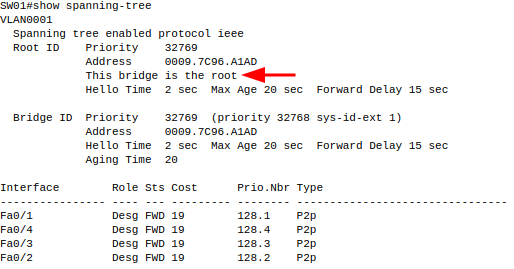 SW01#show spanning-tree
VLAN0001
  Spanning tree enabled protocol ieee
  Root ID    Priority    32769
             Address     0009.7C96.A1AD
             This bridge is the root
             Hello Time  2 sec  Max Age 20 sec  Forward Delay 15 sec

  Bridge ID  Priority    32769  (priority 32768 sys-id-ext 1)
             Address     0009.7C96.A1AD
             Hello Time  2 sec  Max Age 20 sec  Forward Delay 15 sec
             Aging Time  20

Interface        Role Sts Cost      Prio.Nbr Type
---------------- ---- --- --------- -------- --------------------------------
Fa0/1            Desg FWD 19        128.1    P2p
Fa0/4            Desg FWD 19        128.4    P2p
Fa0/3            Desg FWD 19        128.3    P2p
Fa0/2            Desg FWD 19        128.2    P2p